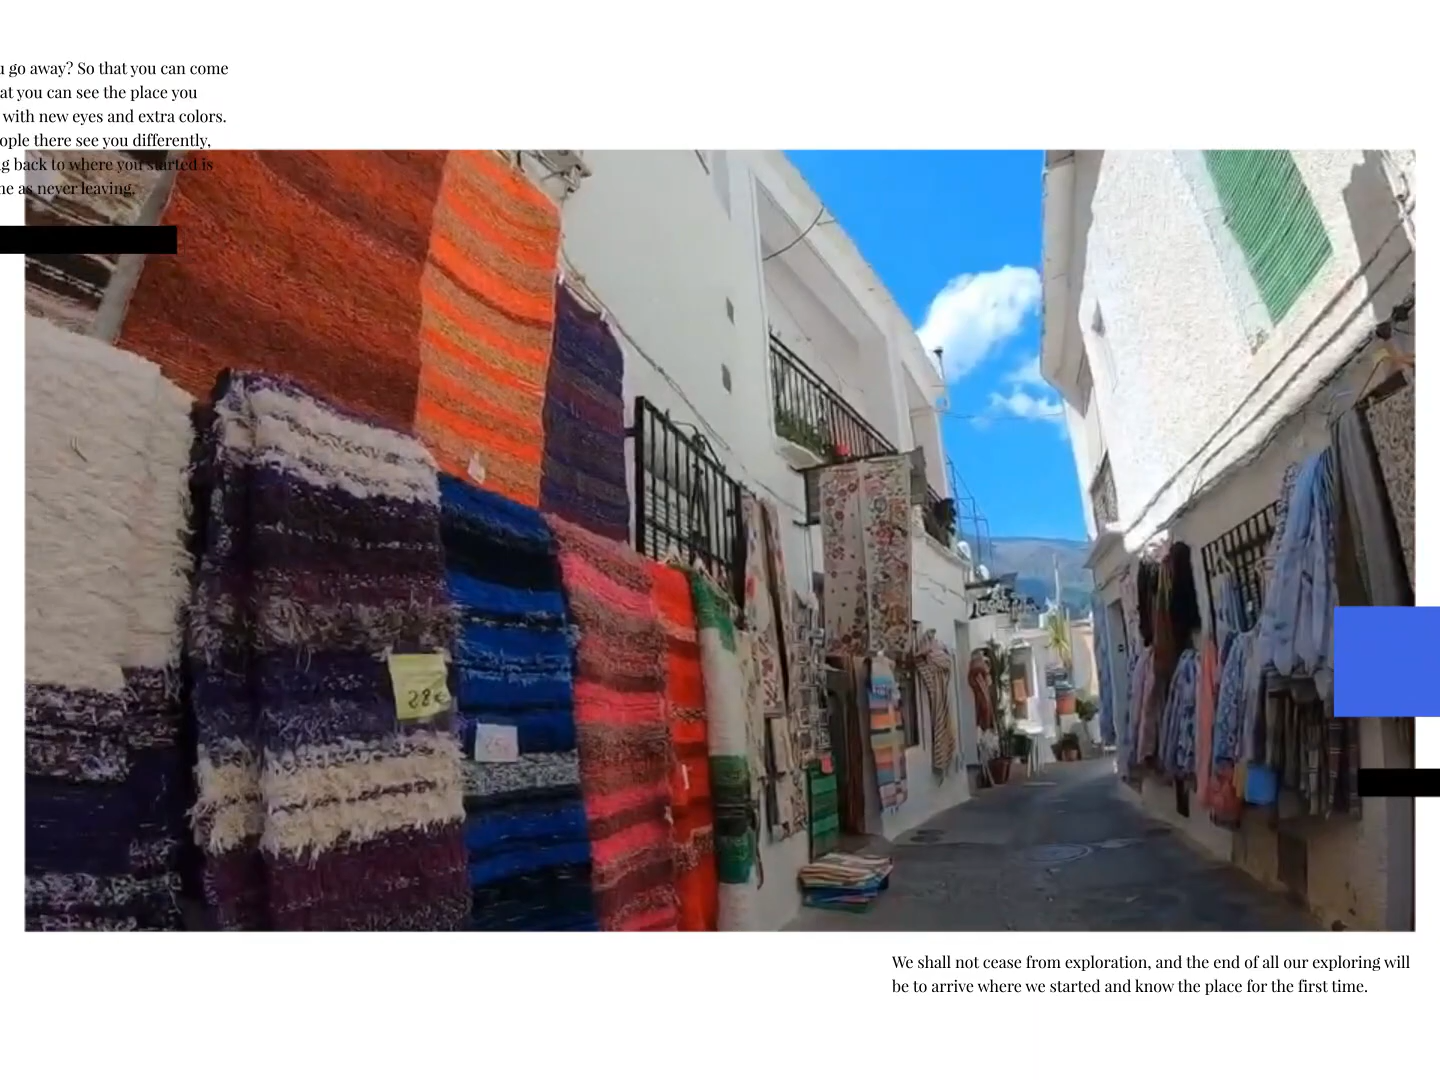 u go away? So that you can come
at you can see the place you
with new eyes and extra colors.
ople there see you differently,
g back to where you started is
ne as never leaving.
28€
We shall not cease from exploration, and the end of all our exploring will
be to arrive where we started and know the place for the first time.